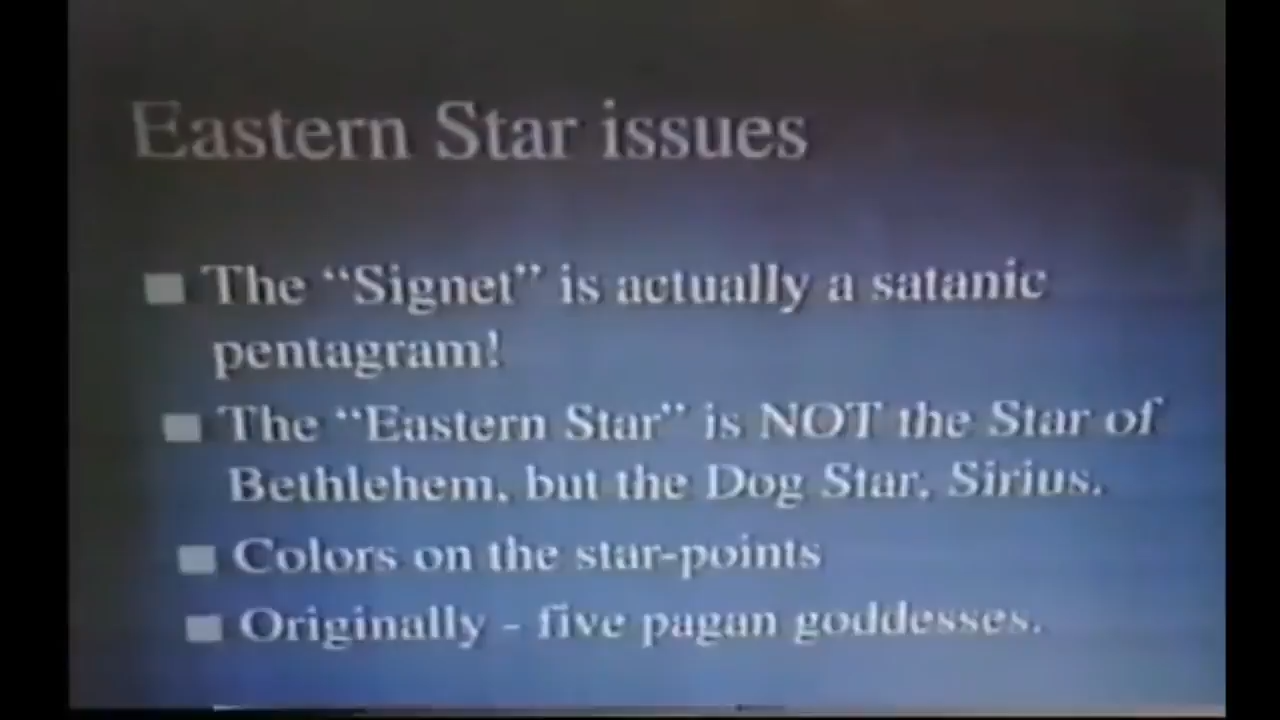 Eastern Star issues
The “Signet” is actually a satanic
pentagram!
The “Eastern Star” is NOT the Star of
Bethlehem, but the Dog Star, Sirius.
Colors on the star-points
Originally - five pagan goddesses.